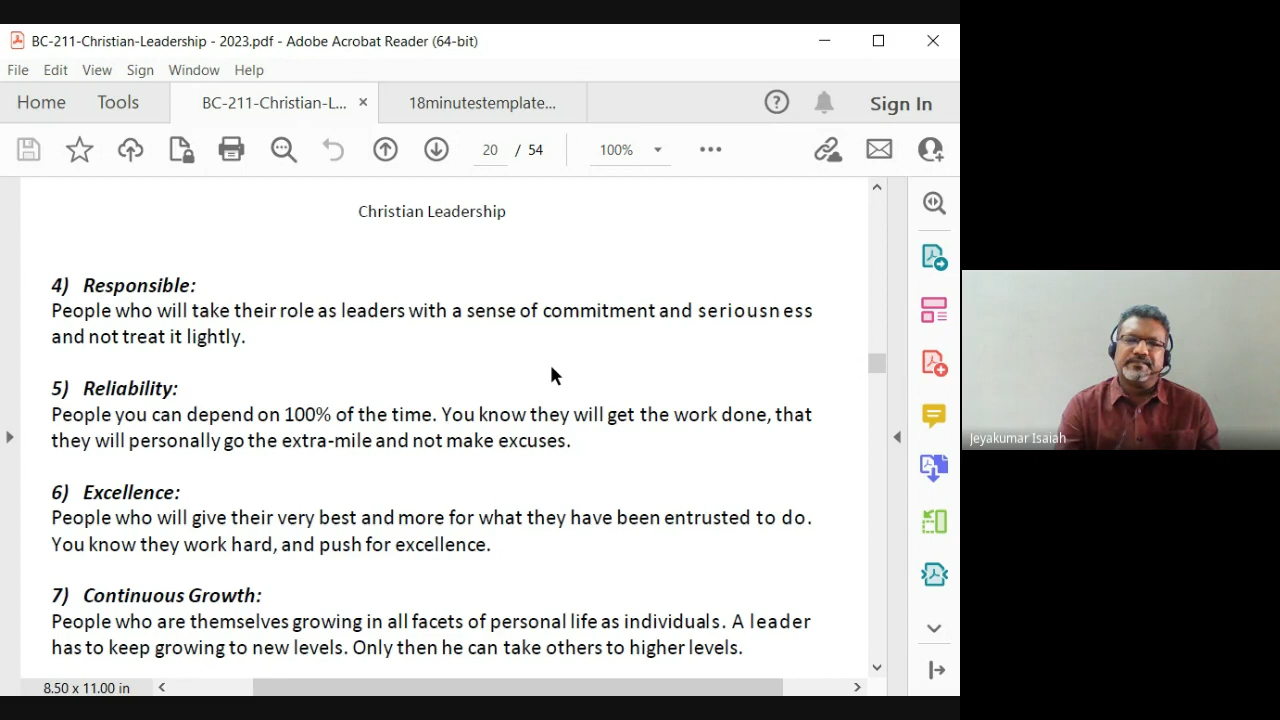 BC-211-Christian-Leadership - 2023.pdf - Adobe Acrobat Reader (64-bit)
File Edit View Sign Window Help
Home Tools BC-211-Christian-L... × 18minutestemplate... Sign In
20 / 54 100%
Christian Leadership
4) Responsible:
People who will take their role as leaders with a sense of commitment and seriousn ess
and not treat it lightly.
5) Reliability:
People you can depend on 100% of the time. You know they will get the work done, that
they will personally go the extra-mile and not make excuses.
6) Excellence:
People who will give their very best and more for what they have been entrusted to do.
You know they work hard, and push for excellence.
7) Continuous Growth:
People who are themselves growing in all facets of personal life as individuals. A leader
has to keep growing to new levels. Only then he can take others to higher levels.
8.50 x 11.00 in
Jeyakumar Isaiah